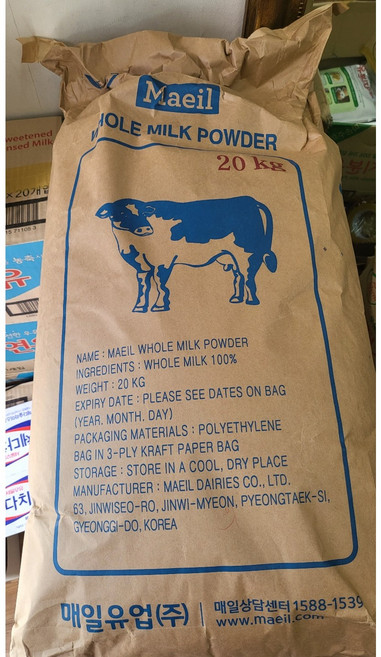 Maeil
WHOLE MILK POWDER
20 kg
NAME : MAEIL WHOLE MILK POWDER
INGREDIENTS : WHOLE MILK 100%
WEIGHT : 20 KG
EXPIRY DATE : PLEASE SEE DATES ON BAG
(YEAR, MONTH, DAY)
PACKAGING MATERIALS : POLYETHYLENE
BAG IN 3-PLY KRAFT PAPER BAG
STORAGE : STORE IN A COOL, DRY PLACE
MANUFACTURER : MAEIL DAIRIES CO., LTD.
63, JINWISEO-RO, JINWI-MYEON, PYEONGTAEK-SI,
GYEONGGI-DO, KOREA
매일유업(주)
매일상담센터 1588-1539
www.maeil.com